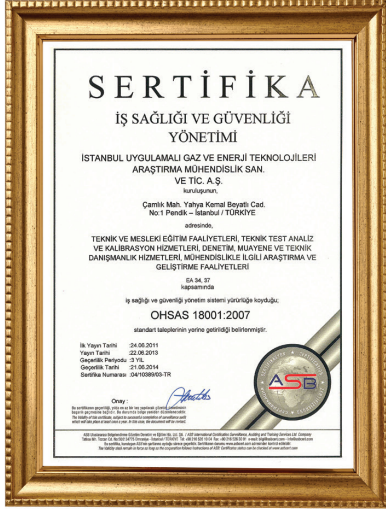 SERTİFİKA
İŞ SAĞLIĞI VE GÜVENLİĞİ
YÖNETİMİ
İSTANBUL UYGULAMALI GAZ VE ENERJİ TEKNOLOJİLERİ
ARAŞTIRMA MÜHENDİSLİK SAN.
VE TİC. A.Ş.
kuruluşunun,
Çamlık Mah. Yahya Kemal Beyatlı Cad.
No:1 Pendik – İstanbul / TÜRKİYE
adresinde,
TEKNİK VE MESLEKİ EĞİTİM FAALİYETLERİ, TEKNİK TEST ANALİZ
VE KALİBRASYON HİZMETLERİ, DENETİM, MUAYENE VE TEKNİK
DANIŞMANLIK HİZMETLERİ, MÜHENDİSLİKLE İLGİLİ ARAŞTIRMA VE
GELİŞTİRME FAALİYETLERİ
EA 34, 37
kapsamında
iş sağlığı ve güvenliği yönetim sistemi yürürlüğe koyduğu;
OHSAS 18001:2007
standart taleplerinin yerine getirildiği belirlenmiştir.
İlk Yayın Tarihi :24.06.2011
Yayın Tarihi :22.06.2013
Geçerlilik Periyodu :3 YIL
Geçerlilik Tarihi :21.06.2014
Sertifika Numarası :04/10389/03-TR
Onay :
ASB